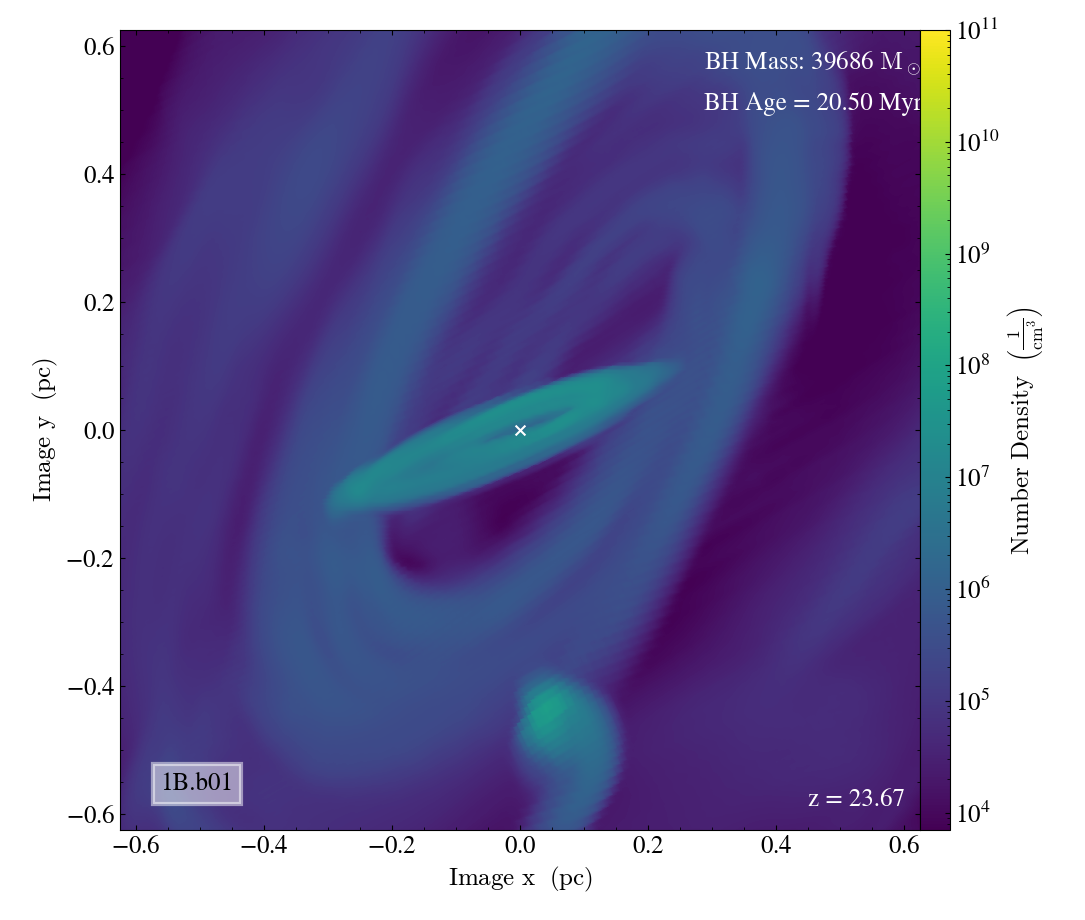 BH Mass: 39686 M☉
BH Age = 20.50 Myr
1B.b01
z = 23.67
0.6
0.4
0.2
0.0
−0.2
−0.4
−0.6
Image y (pc)
−0.6 −0.4 −0.2 0.0 0.2 0.4 0.6
Image x (pc)
10¹¹
10¹⁰
10⁹
10⁸
10⁷
10⁶
10⁵
10⁴
Number Density (1/cm³)